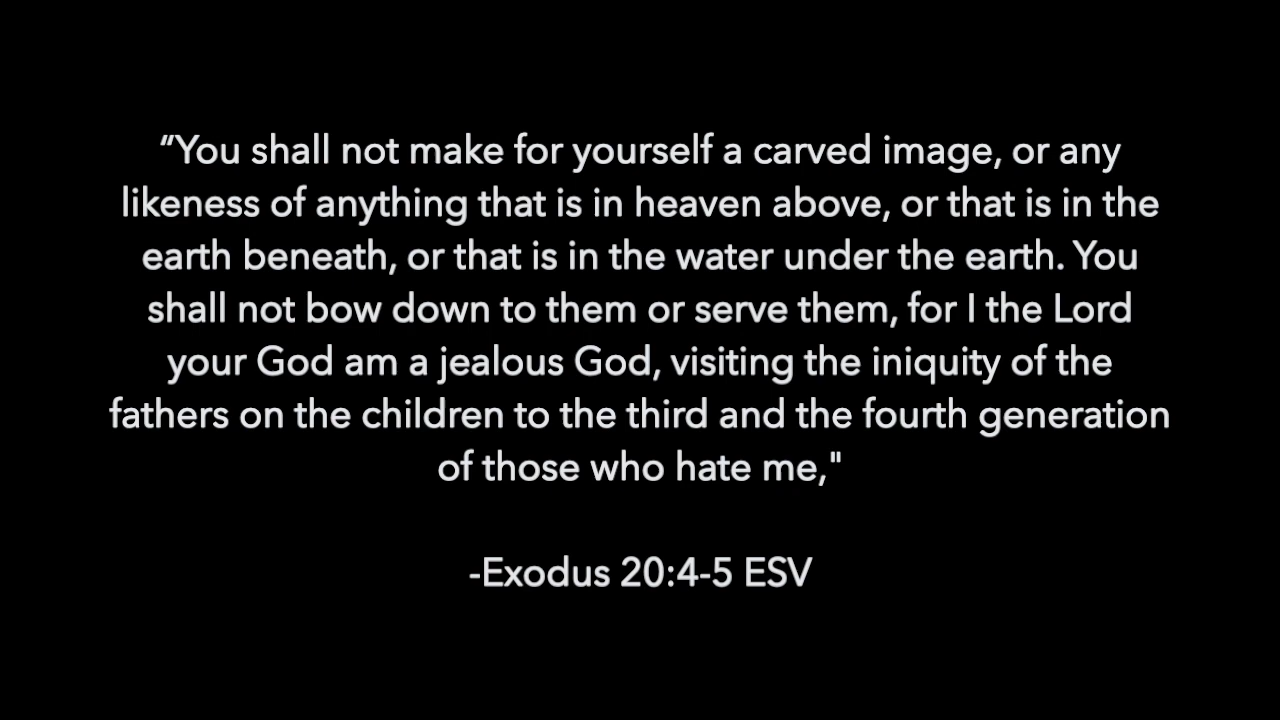 “You shall not make for yourself a carved image, or any
likeness of anything that is in heaven above, or that is in the
earth beneath, or that is in the water under the earth. You
shall not bow down to them or serve them, for I the Lord
your God am a jealous God, visiting the iniquity of the
fathers on the children to the third and the fourth generation
of those who hate me,"
-Exodus 20:4-5 ESV